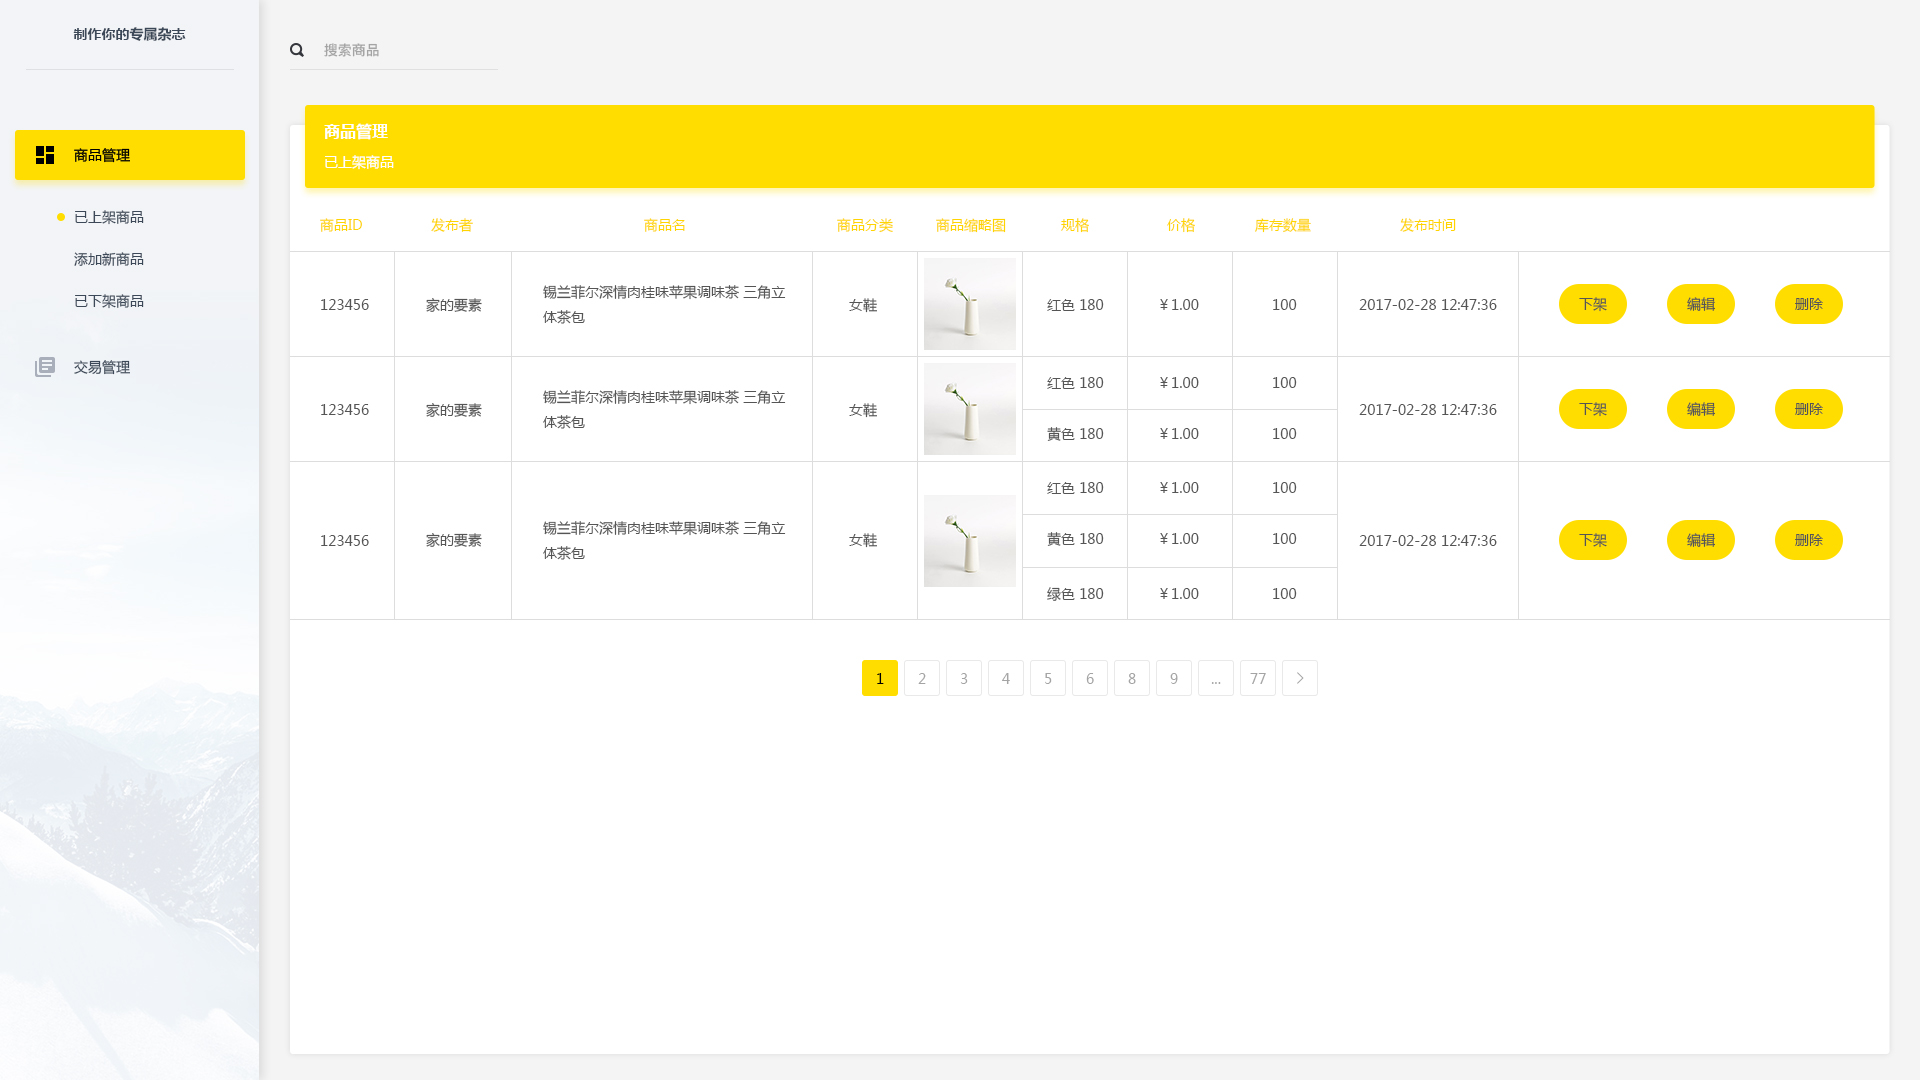 制作你的专属杂志
搜索商品
商品管理
已上架商品
添加新商品
已下架商品
交易管理
商品管理
已上架商品
商品ID 发布者 商品名 商品分类 商品缩略图 规格 价格 库存数量 发布时间
123456 家的要素 锡兰菲尔深情肉桂味苹果调味茶 三角立
体茶包 女鞋 红色 180 ¥ 1.00 100 2017-02-28 12:47:36 下架 编辑 删除
123456 家的要素 锡兰菲尔深情肉桂味苹果调味茶 三角立
体茶包 女鞋 红色 180 ¥ 1.00 100 2017-02-28 12:47:36 下架 编辑 删除
黄色 180 ¥ 1.00 100
123456 家的要素 锡兰菲尔深情肉桂味苹果调味茶 三角立
体茶包 女鞋 红色 180 ¥ 1.00 100 2017-02-28 12:47:36 下架 编辑 删除
黄色 180 ¥ 1.00 100
绿色 180 ¥ 1.00 100
1 2 3 4 5 6 8 9 ... 77 >